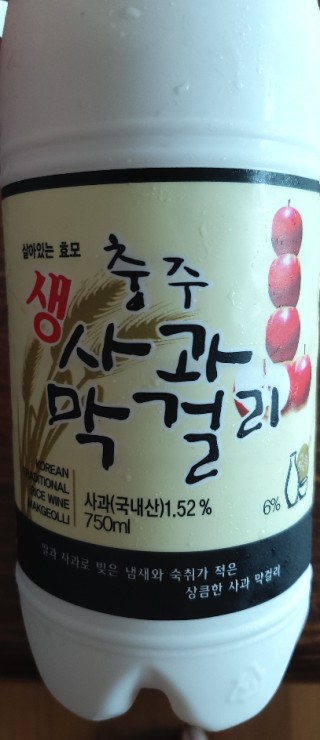 살아있는 효모
생
충주
사과
막걸리
KOREAN
TRADITIONAL
RICE WINE
MAKGEOLLI
사과(국내산)1.52%
750ml
6%
쌀과 사과로 빚은 냄새와 숙취가 적은
상큼한 사과 막걸리